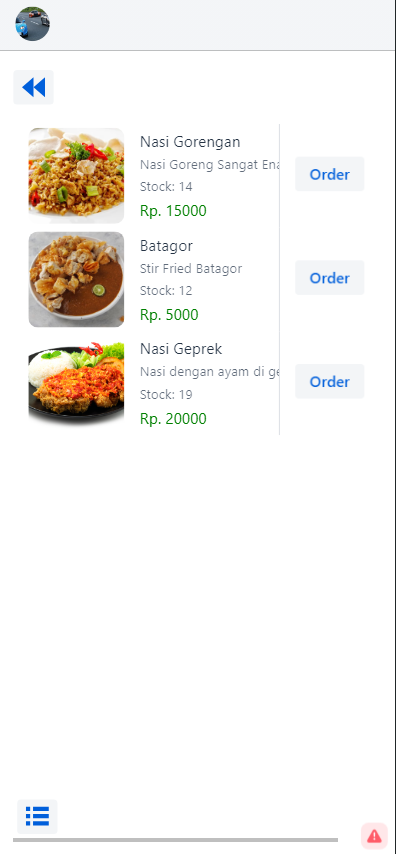 Nasi Gorengan
Nasi Goreng Sangat Ena
Stock: 14
Rp. 15000
Order
Batagor
Stir Fried Batagor
Stock: 12
Rp. 5000
Order
Nasi Geprek
Nasi dengan ayam di ge
Stock: 19
Rp. 20000
Order